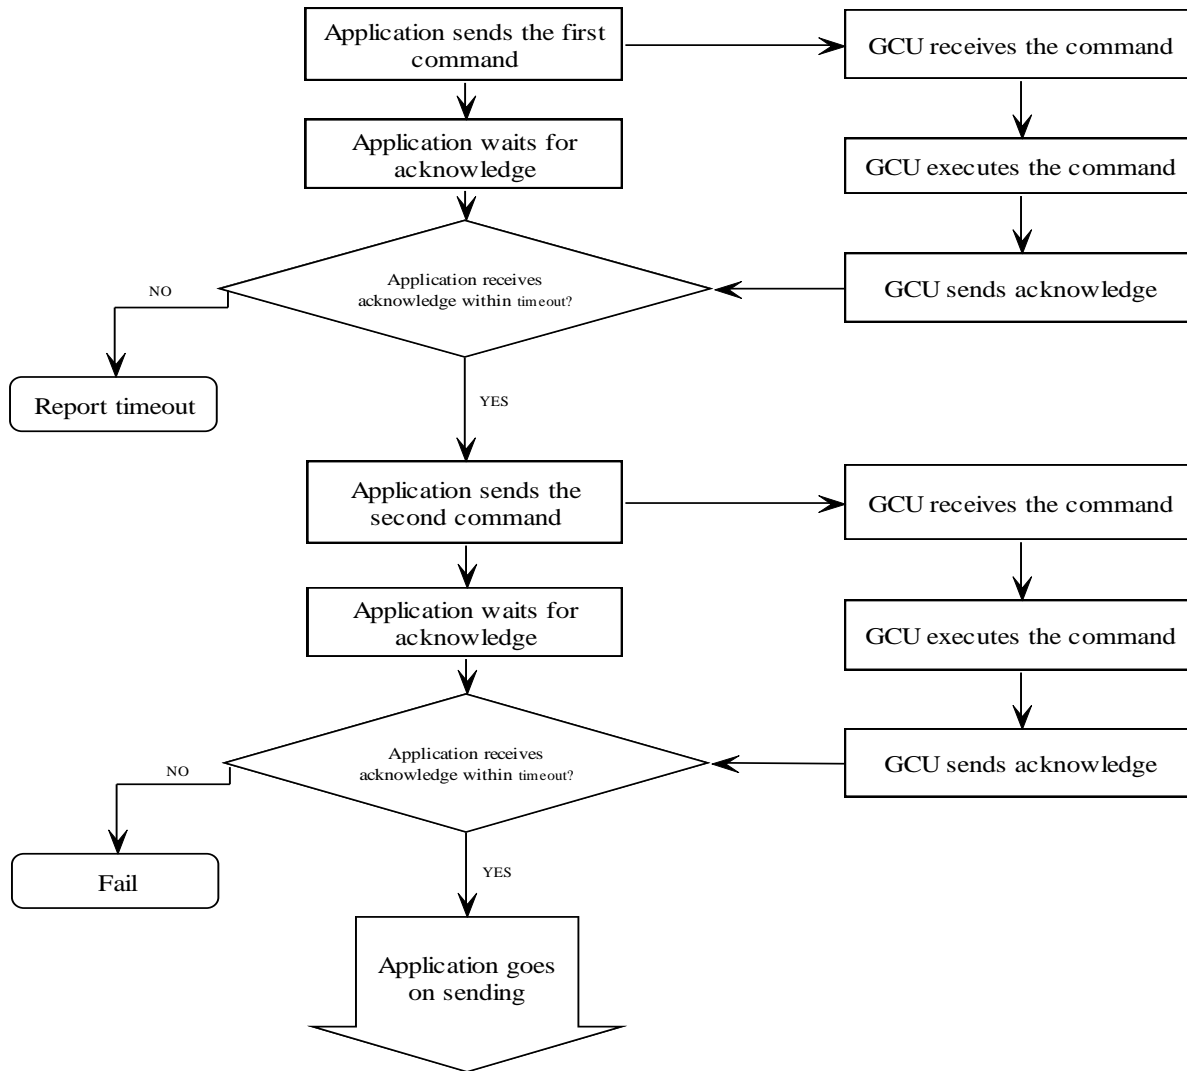 Application sends the first
command
GCU receives the command
Application waits for
acknowledge
GCU executes the command
Application receives
acknowledge within timeout?
GCU sends acknowledge
NO
Report timeout
YES
Application sends the
second command
GCU receives the command
Application waits for
acknowledge
GCU executes the command
Application receives
acknowledge within timeout?
GCU sends acknowledge
NO
Fail
YES
Application goes
on sending